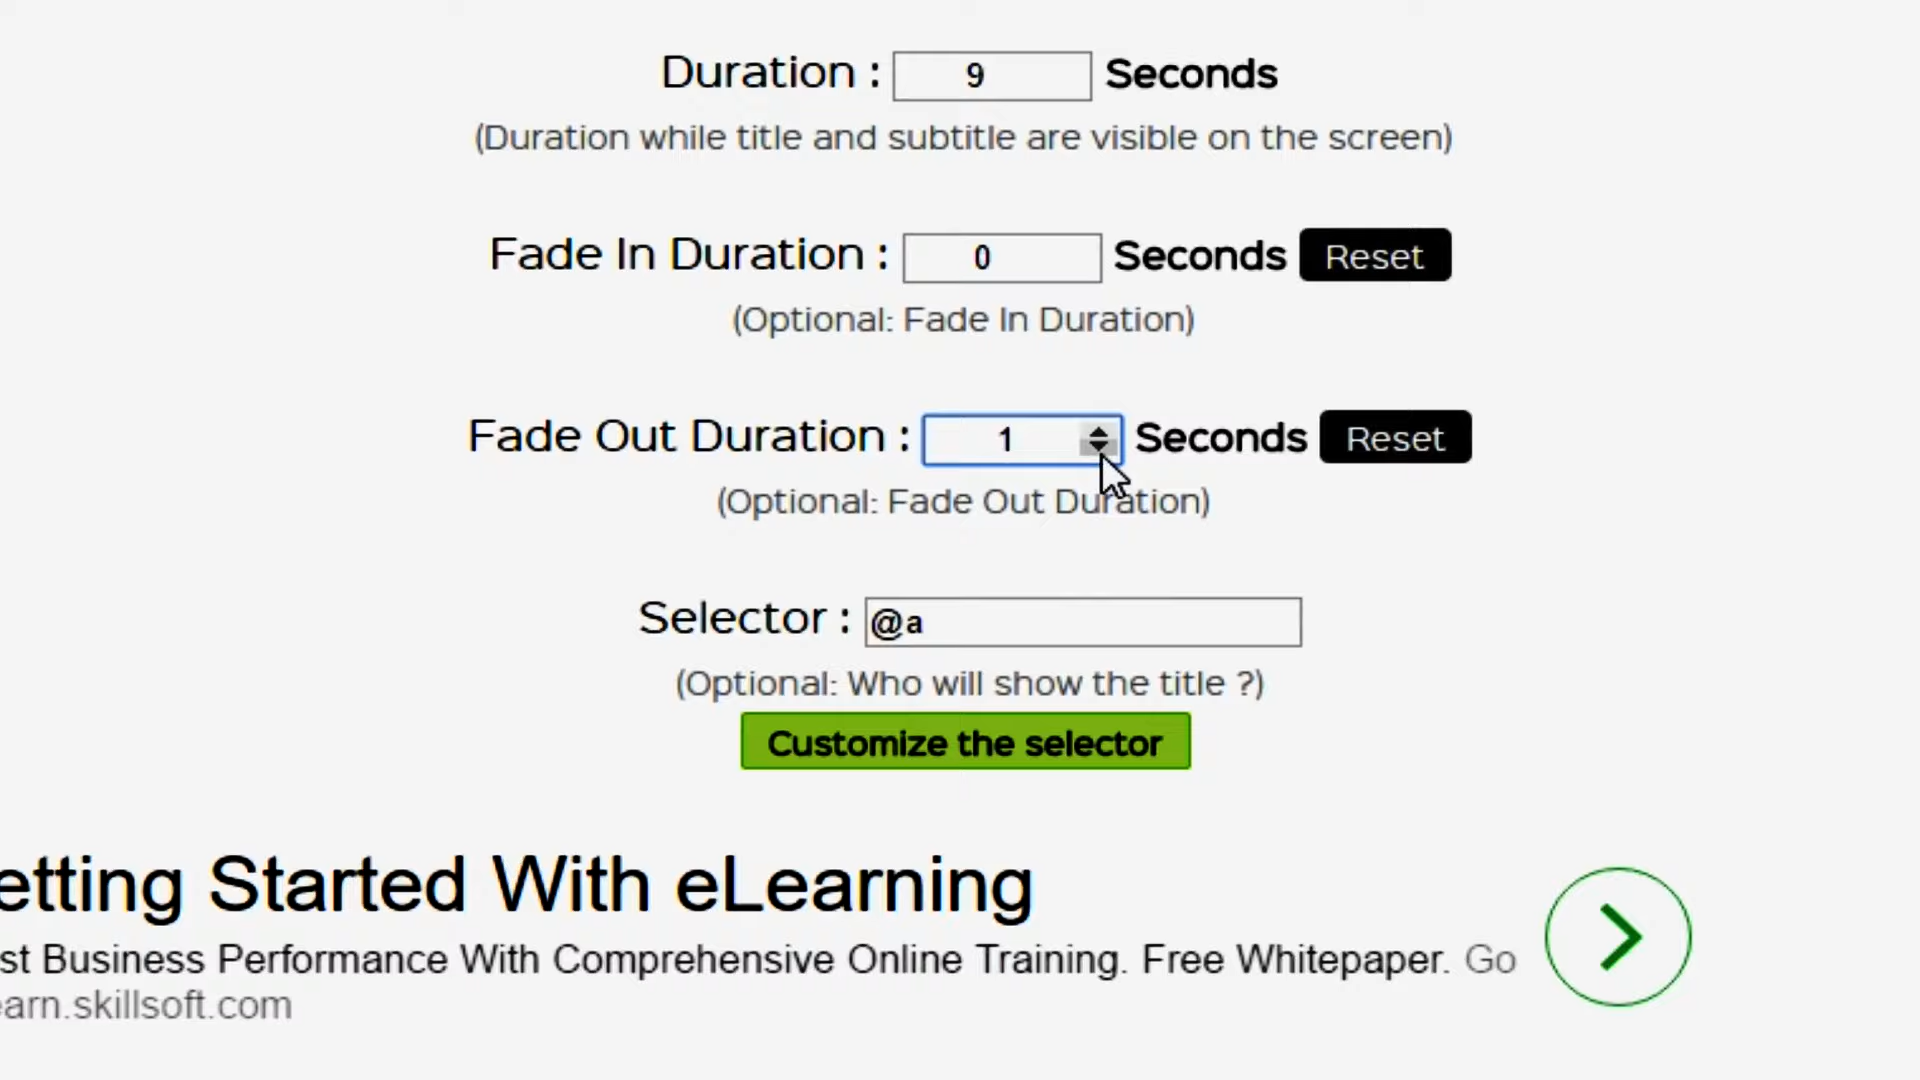 Duration : 9 Seconds
(Duration while title and subtitle are visible on the screen)
Fade In Duration : 0 Seconds Reset
(Optional: Fade In Duration)
Fade Out Duration : 1 Seconds Reset
(Optional: Fade Out Duration)
Selector : @a
(Optional: Who will show the title ?)
Customize the selector
etting Started With eLearning
st Business Performance With Comprehensive Online Training. Free Whitepaper. Go
earn.skillsoft.com